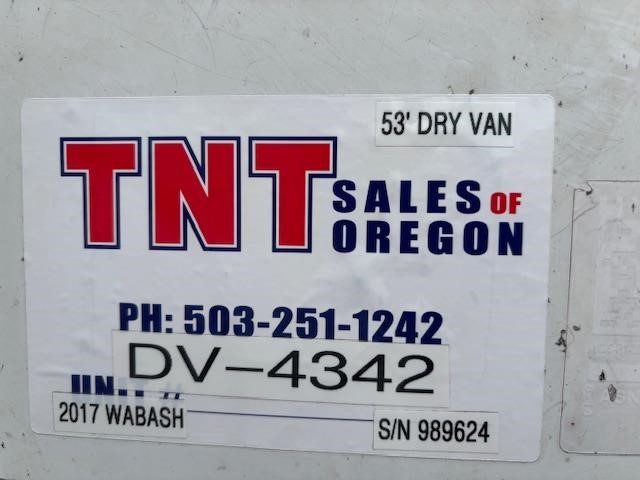 53' DRY VAN
TNT SALES OF
OREGON
PH: 503-251-1242
DV-4342
UNIT #
2017 WABASH
S/N 989624